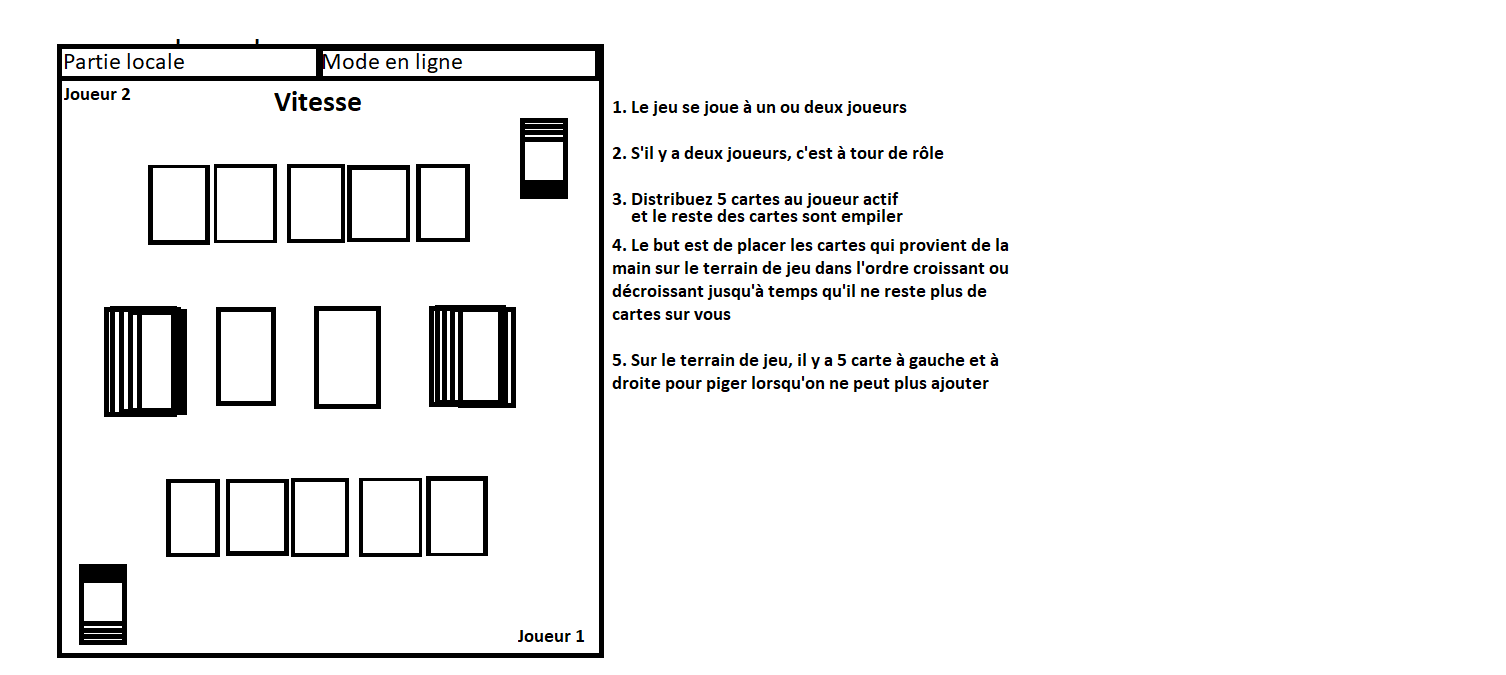 Partie locale
Mode en ligne
Joueur 2
Vitesse
1. Le jeu se joue à un ou deux joueurs
2. S'il y a deux joueurs, c'est à tour de rôle
3. Distribuez 5 cartes au joueur actif
et le reste des cartes sont empiler
4. Le but est de placer les cartes qui provient de la
main sur le terrain de jeu dans l'ordre croissant ou
décroissant jusqu'à temps qu'il ne reste plus de
cartes sur vous
5. Sur le terrain de jeu, il y a 5 carte à gauche et à
droite pour piger lorsqu'on ne peut plus ajouter
Joueur 1